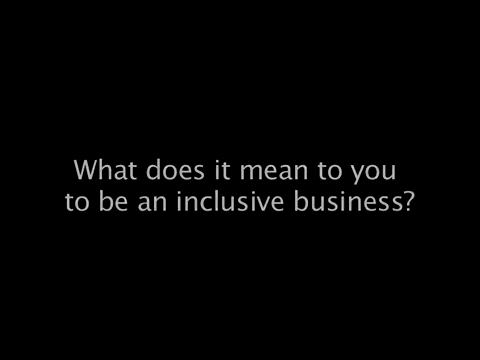 What does it mean to you
to be an inclusive business?